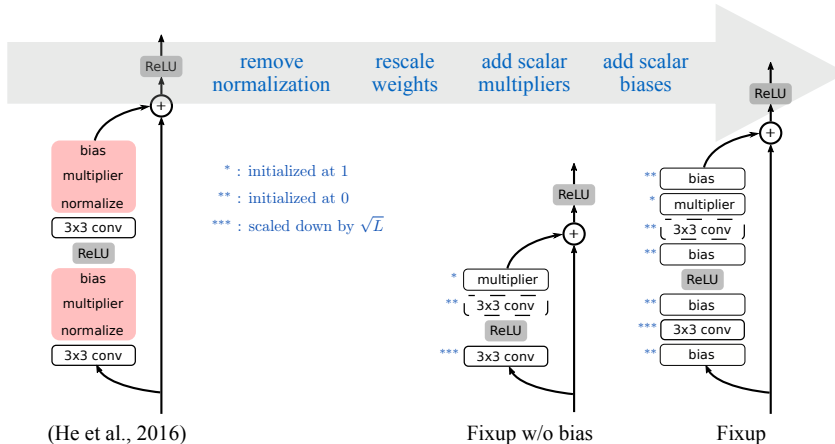 remove normalization
rescale weights
add scalar multipliers
add scalar biases
ReLU
+
bias
multiplier
normalize
3x3 conv
ReLU
bias
multiplier
normalize
3x3 conv
(He et al., 2016)
* : initialized at 1
** : initialized at 0
*** : scaled down by √L
ReLU
+
* multiplier
** 3x3 conv
ReLU
*** 3x3 conv
Fixup w/o bias
ReLU
+
** bias
* multiplier
** 3x3 conv
** bias
ReLU
** bias
*** 3x3 conv
** bias
Fixup